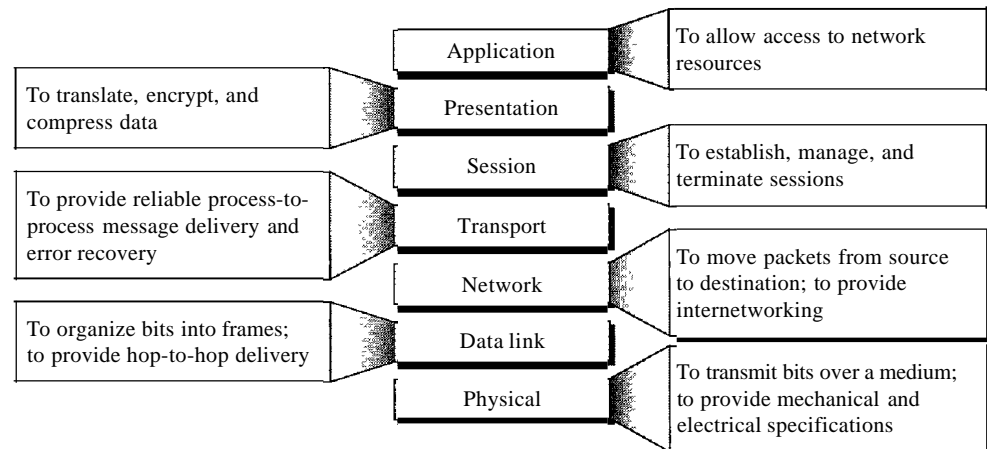 Application
To allow access to network
resources
To translate, encrypt, and
compress data
Presentation
Session
To establish, manage, and
terminate sessions
To provide reliable process-to-
process message delivery and
error recovery
Transport
Network
To move packets from source
to destination; to provide
internetworking
To organize bits into frames;
to provide hop-to-hop delivery
Data link
Physical
To transmit bits over a medium;
to provide mechanical and
electrical specifications